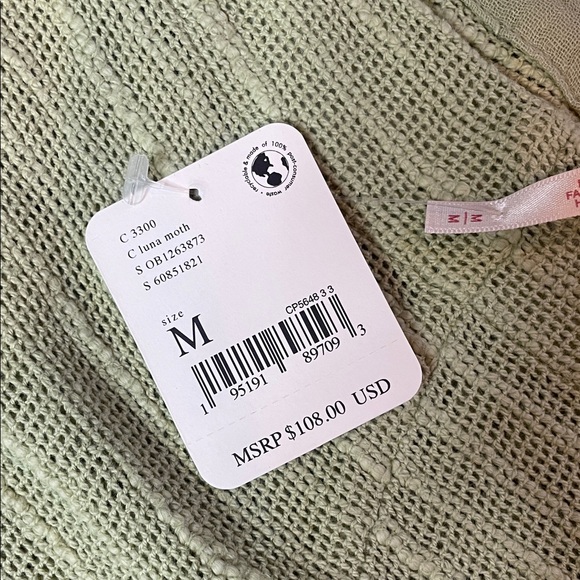 recyclable & made of 100% post-consumer waste •
C 3300
C luna moth
S OB1263873
S 60851821
size
M
CP5648 3 3
1 95191 89709 3
MSRP $108.00 USD
M
M
FA